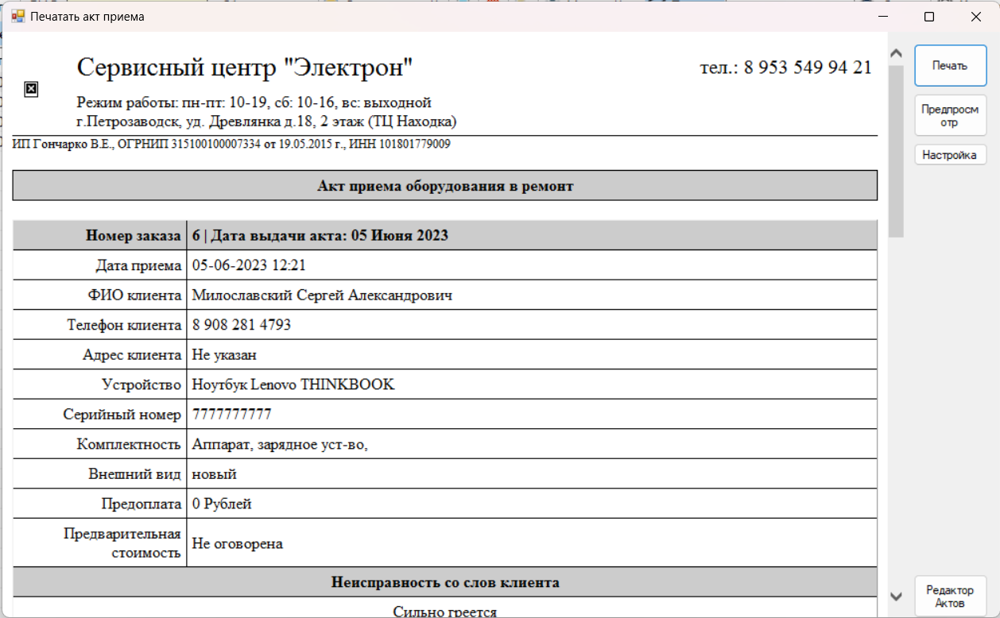 Печатать акт приема
Сервисный центр "Электрон"
тел.: 8 953 549 94 21
Режим работы: пн-пт: 10-19, сб: 10-16, вс: выходной
г.Петрозаводск, уд. Древлянка д.18, 2 этаж (ТЦ Находка)
ИП Гончарко В.Е., ОГРНИП 315100100007334 от 19.05.2015 г., ИНН 101801779009
Акт приема оборудования в ремонт
Номер заказа 6 | Дата выдачи акта: 05 Июня 2023
Дата приема 05-06-2023 12:21
ФИО клиента Милославский Сергей Александрович
Телефон клиента 8 908 281 4793
Адрес клиента Не указан
Устройство Ноутбук Lenovo THINKBOOK
Серийный номер 7777777777
Комплектность Аппарат, зарядное уст-во,
Внешний вид новый
Предоплата 0 Рублей
Предварительная
стоимость Не оговорена
Неисправность со слов клиента
Сильно греется
Печать
Предпросм
отр
Настройка
Редактор
Актов